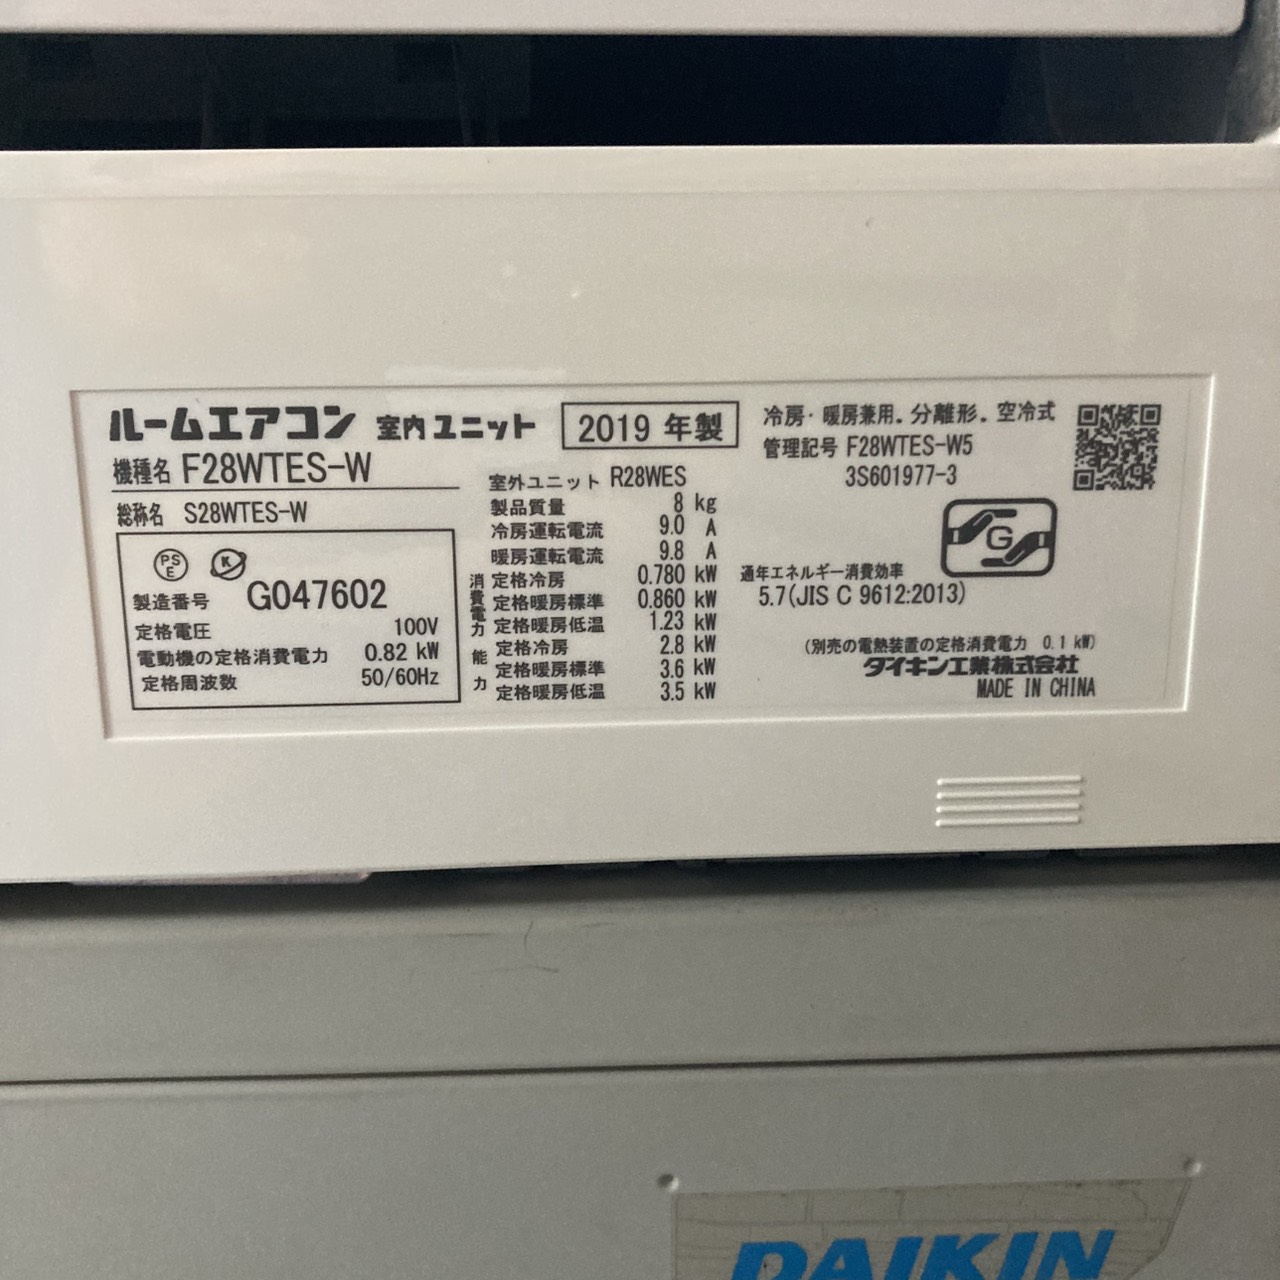 ルームエアコン 室内ユニット 2019 年製
機種名 F28WTES-W
総称名 S28WTES-W
PS
E
K
製造番号 G047602
定格電圧 100V
電動機の定格消費電力 0.82 kW
定格周波数 50/60Hz
室外ユニット R28WES
製品質量 8 kg
冷房運転電流 9.0 A
暖房運転電流 9.8 A
消費電力
定格冷房 0.780 kW
定格暖房標準 0.860 kW
定格暖房低温 1.23 kW
能力
定格冷房 2.8 kW
定格暖房標準 3.6 kW
定格暖房低温 3.5 kW
冷房・暖房兼用．分離形．空冷式
管理記号 F28WTES-W5
3S601977-3
G
通年エネルギー消費効率
5.7(JIS C 9612:2013)
(別売の電熱装置の定格消費電力 0.1 kW)
ダイキン工業株式会社
MADE IN CHINA
DAIKIN